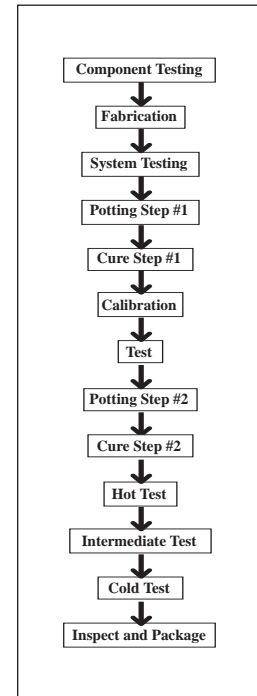 Component Testing
Fabrication
System Testing
Potting Step #1
Cure Step #1
Calibration
Test
Potting Step #2
Cure Step #2
Hot Test
Intermediate Test
Cold Test
Inspect and Package